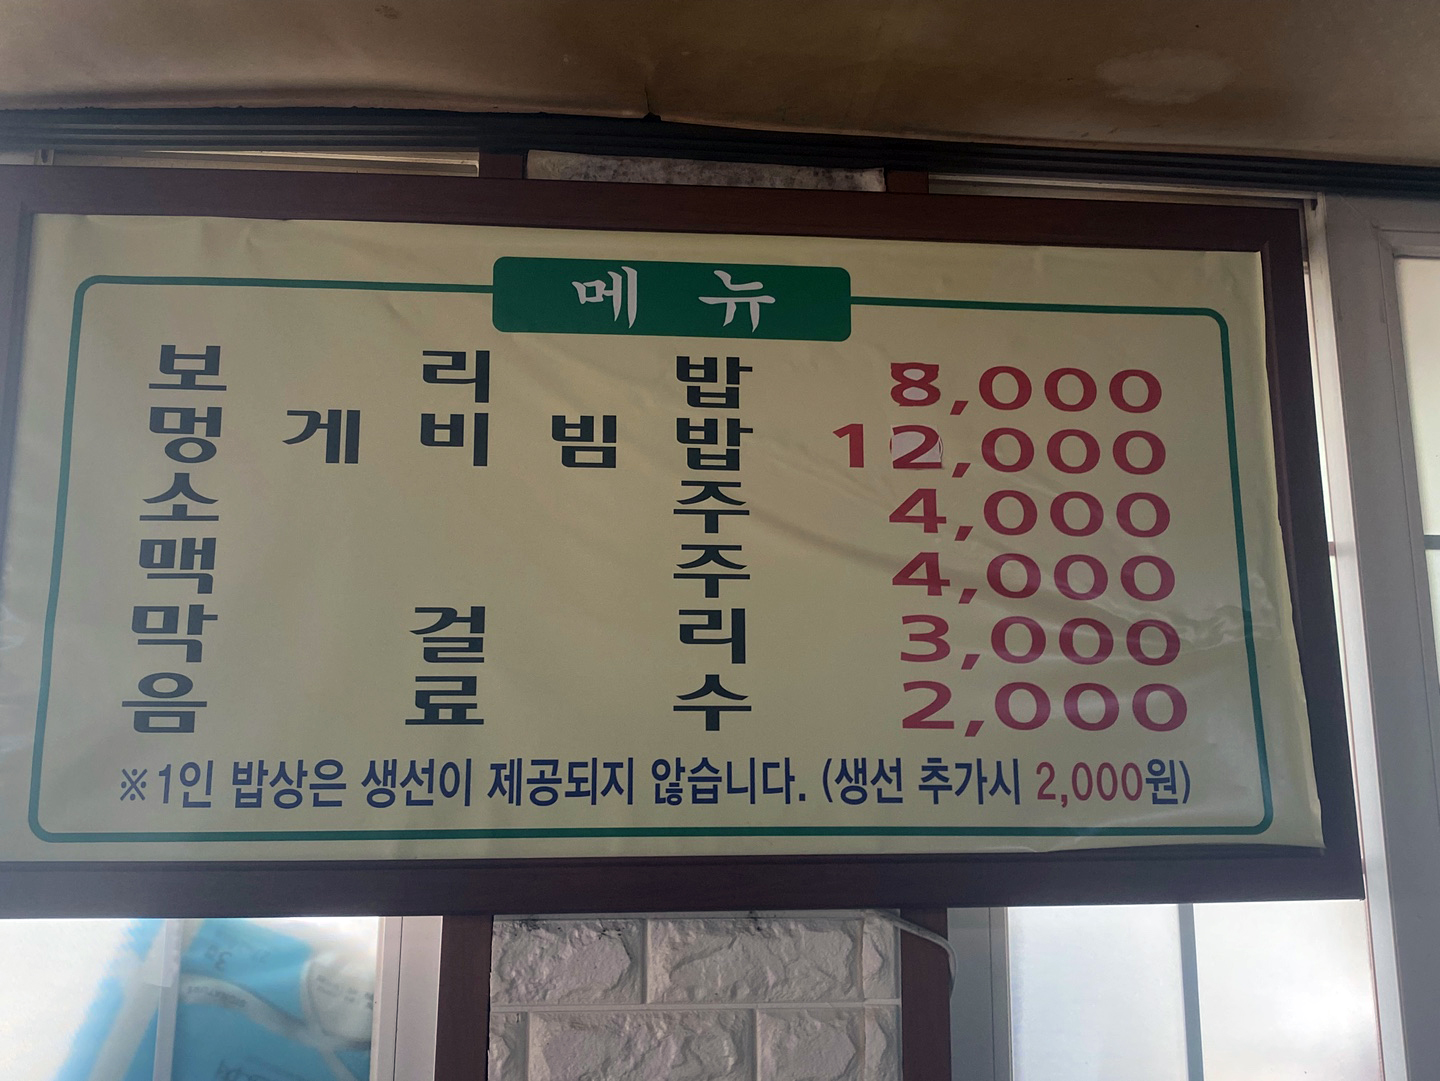 메 뉴
보 리 밥 8,000
멍 게 비 빔 밥 12,000
소 주 4,000
맥 주 4,000
막 걸 리 3,000
음 료 수 2,000
※1인 밥상은 생선이 제공되지 않습니다. (생선 추가시 2,000원)